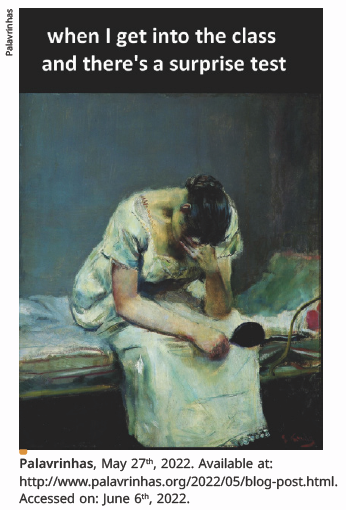 Palavrinhas
when I get into the class
and there's a surprise test
Palavrinhas, May 27th, 2022. Available at:
http://www.palavrinhas.org/2022/05/blog-post.html.
Accessed on: June 6th, 2022.